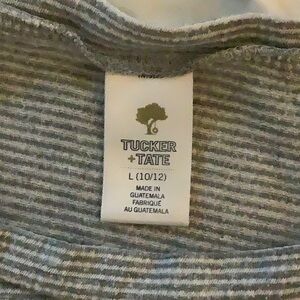 TUCKER
+TATE
L (10/12)
MADE IN
GUATEMALA
FABRIQUÉ
AU GUATEMALA